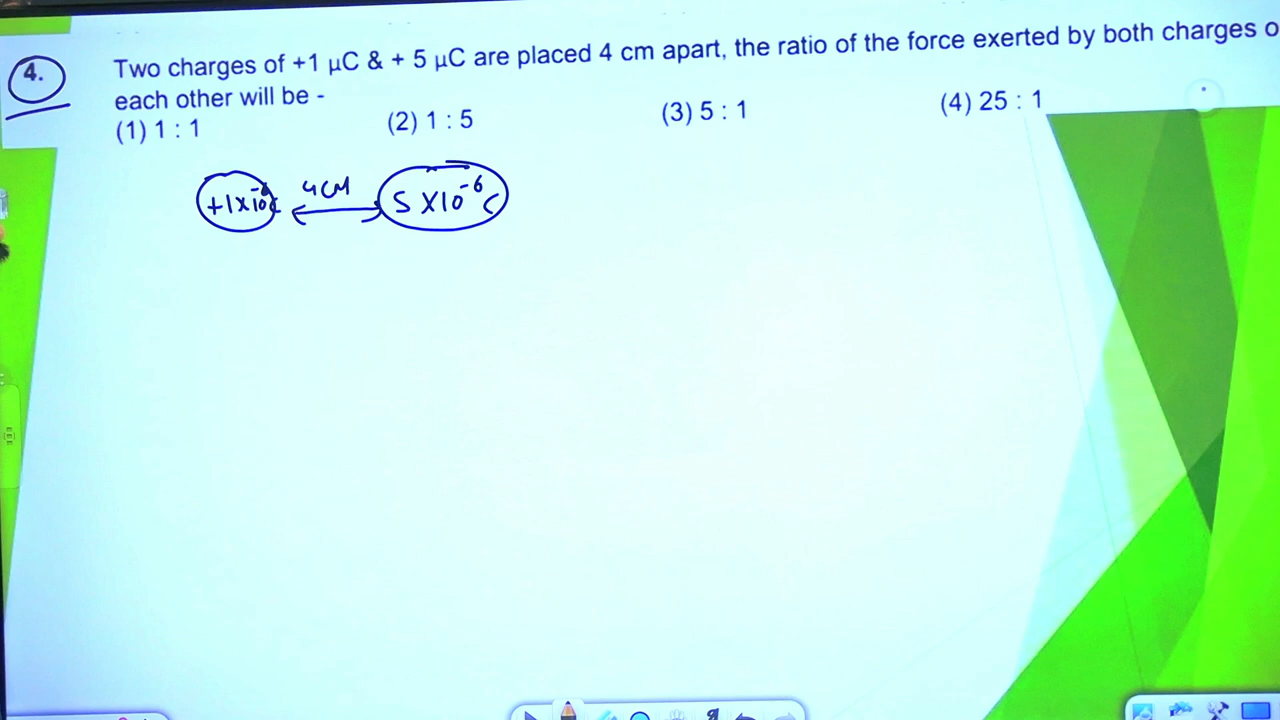 4.
Two charges of +1 μC & + 5 μC are placed 4 cm apart, the ratio of the force exerted by both charges o
each other will be -
(1) 1 : 1 (2) 1 : 5 (3) 5 : 1 (4) 25 : 1
+1×10⁻⁶C 4CM 5×10⁻⁶C